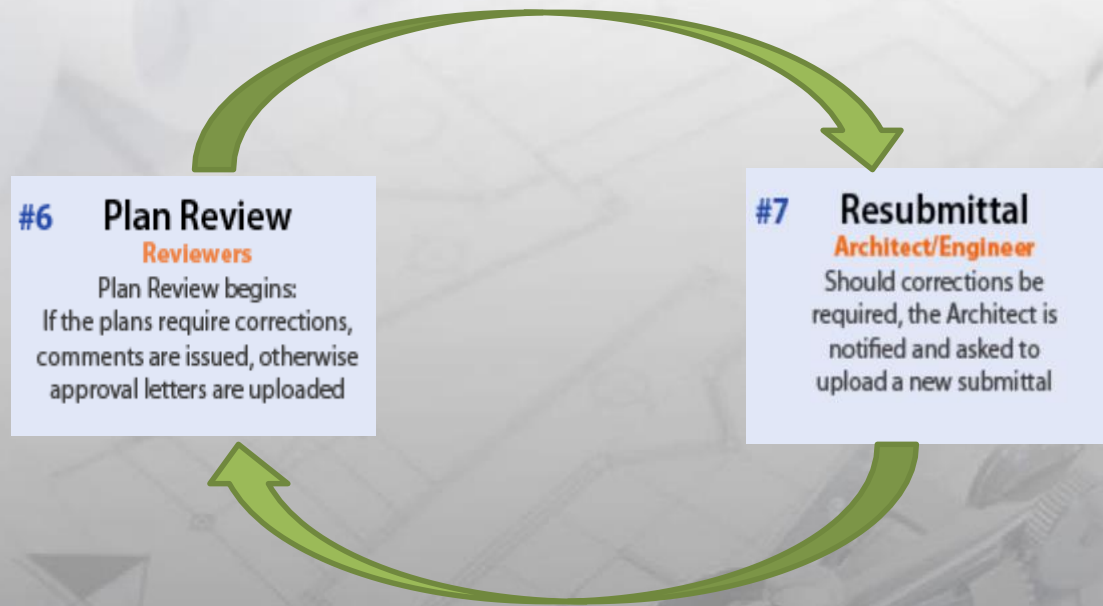 #6 Plan Review
Reviewers
Plan Review begins:
If the plans require corrections,
comments are issued, otherwise
approval letters are uploaded
#7 Resubmittal
Architect/Engineer
Should corrections be
required, the Architect is
notified and asked to
upload a new submittal